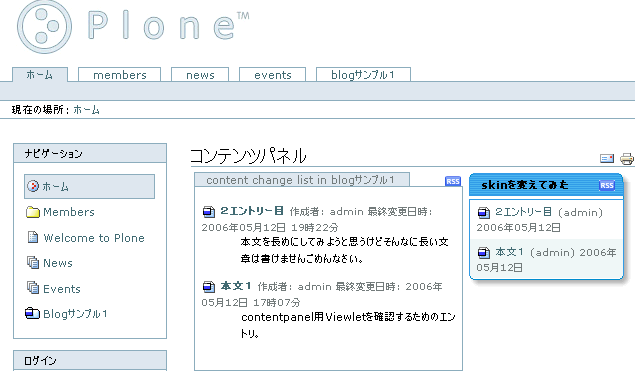 Plone™
ホーム members news events blogサンプル1
現在の場所: ホーム
ナビゲーション
ホーム
Members
Welcome to Plone
News
Events
Blogサンプル1
ログイン
コンテンツパネル
content change list in blogサンプル1 RSS
2エントリー目 作成者: admin 最終変更日時:
2006年05月12日 19時22分
本文を長めにしてみようと思うけどそんなに長い文
章は書けませんごめんなさい。
本文1 作成者: admin 最終変更日時: 2006年
05月12日 17時07分
contentpanel用Viewletを確認するためのエン
トリ。
skinを変えてみた RSS
2エントリー目 (admin)
2006年05月12日
本文1 (admin) 2006年
05月12日